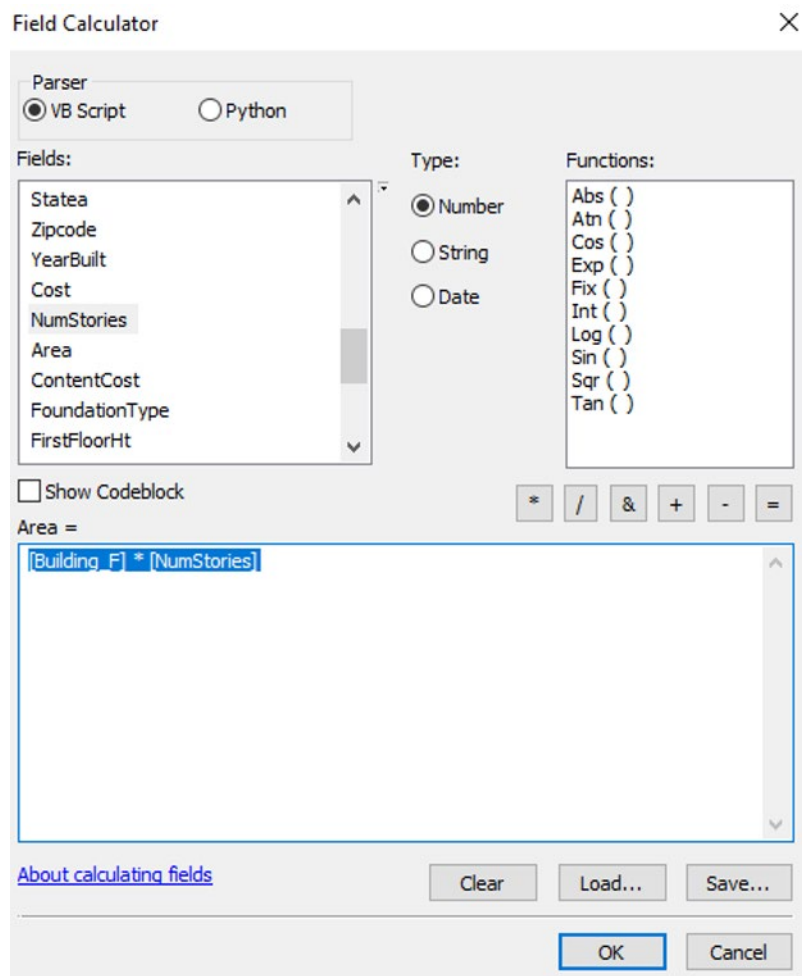 Field Calculator
Parser
VB Script
Python
Fields:
Type:
Functions:
Statea
Zipcode
YearBuilt
Cost
NumStories
Area
ContentCost
FoundationType
FirstFloorHt
Number
String
Date
Abs ( )
Atn ( )
Cos ( )
Exp ( )
Fix ( )
Int ( )
Log ( )
Sin ( )
Sqr ( )
Tan ( )
Show Codeblock
* / & + - =
Area =
[Building_F] * [NumStories]
About calculating fields
Clear
Load...
Save...
OK
Cancel